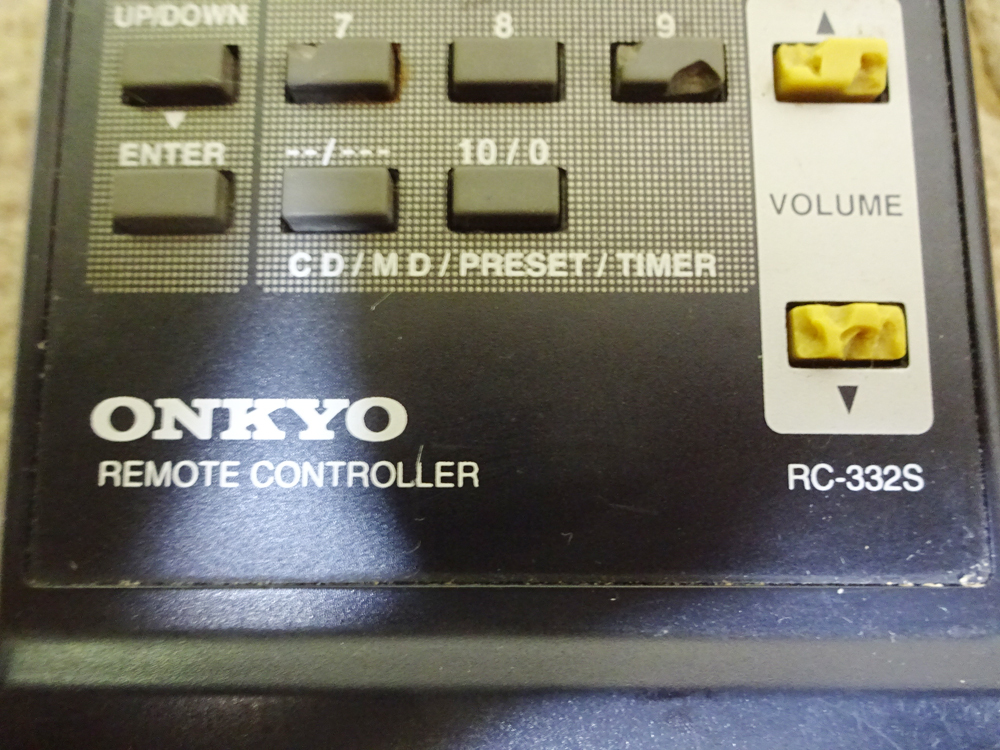 UP/DOWN 7 8 9
ENTER --/--- 10/0
VOLUME
CD/MD/PRESET/TIMER
ONKYO
REMOTE CONTROLLER
RC-332S